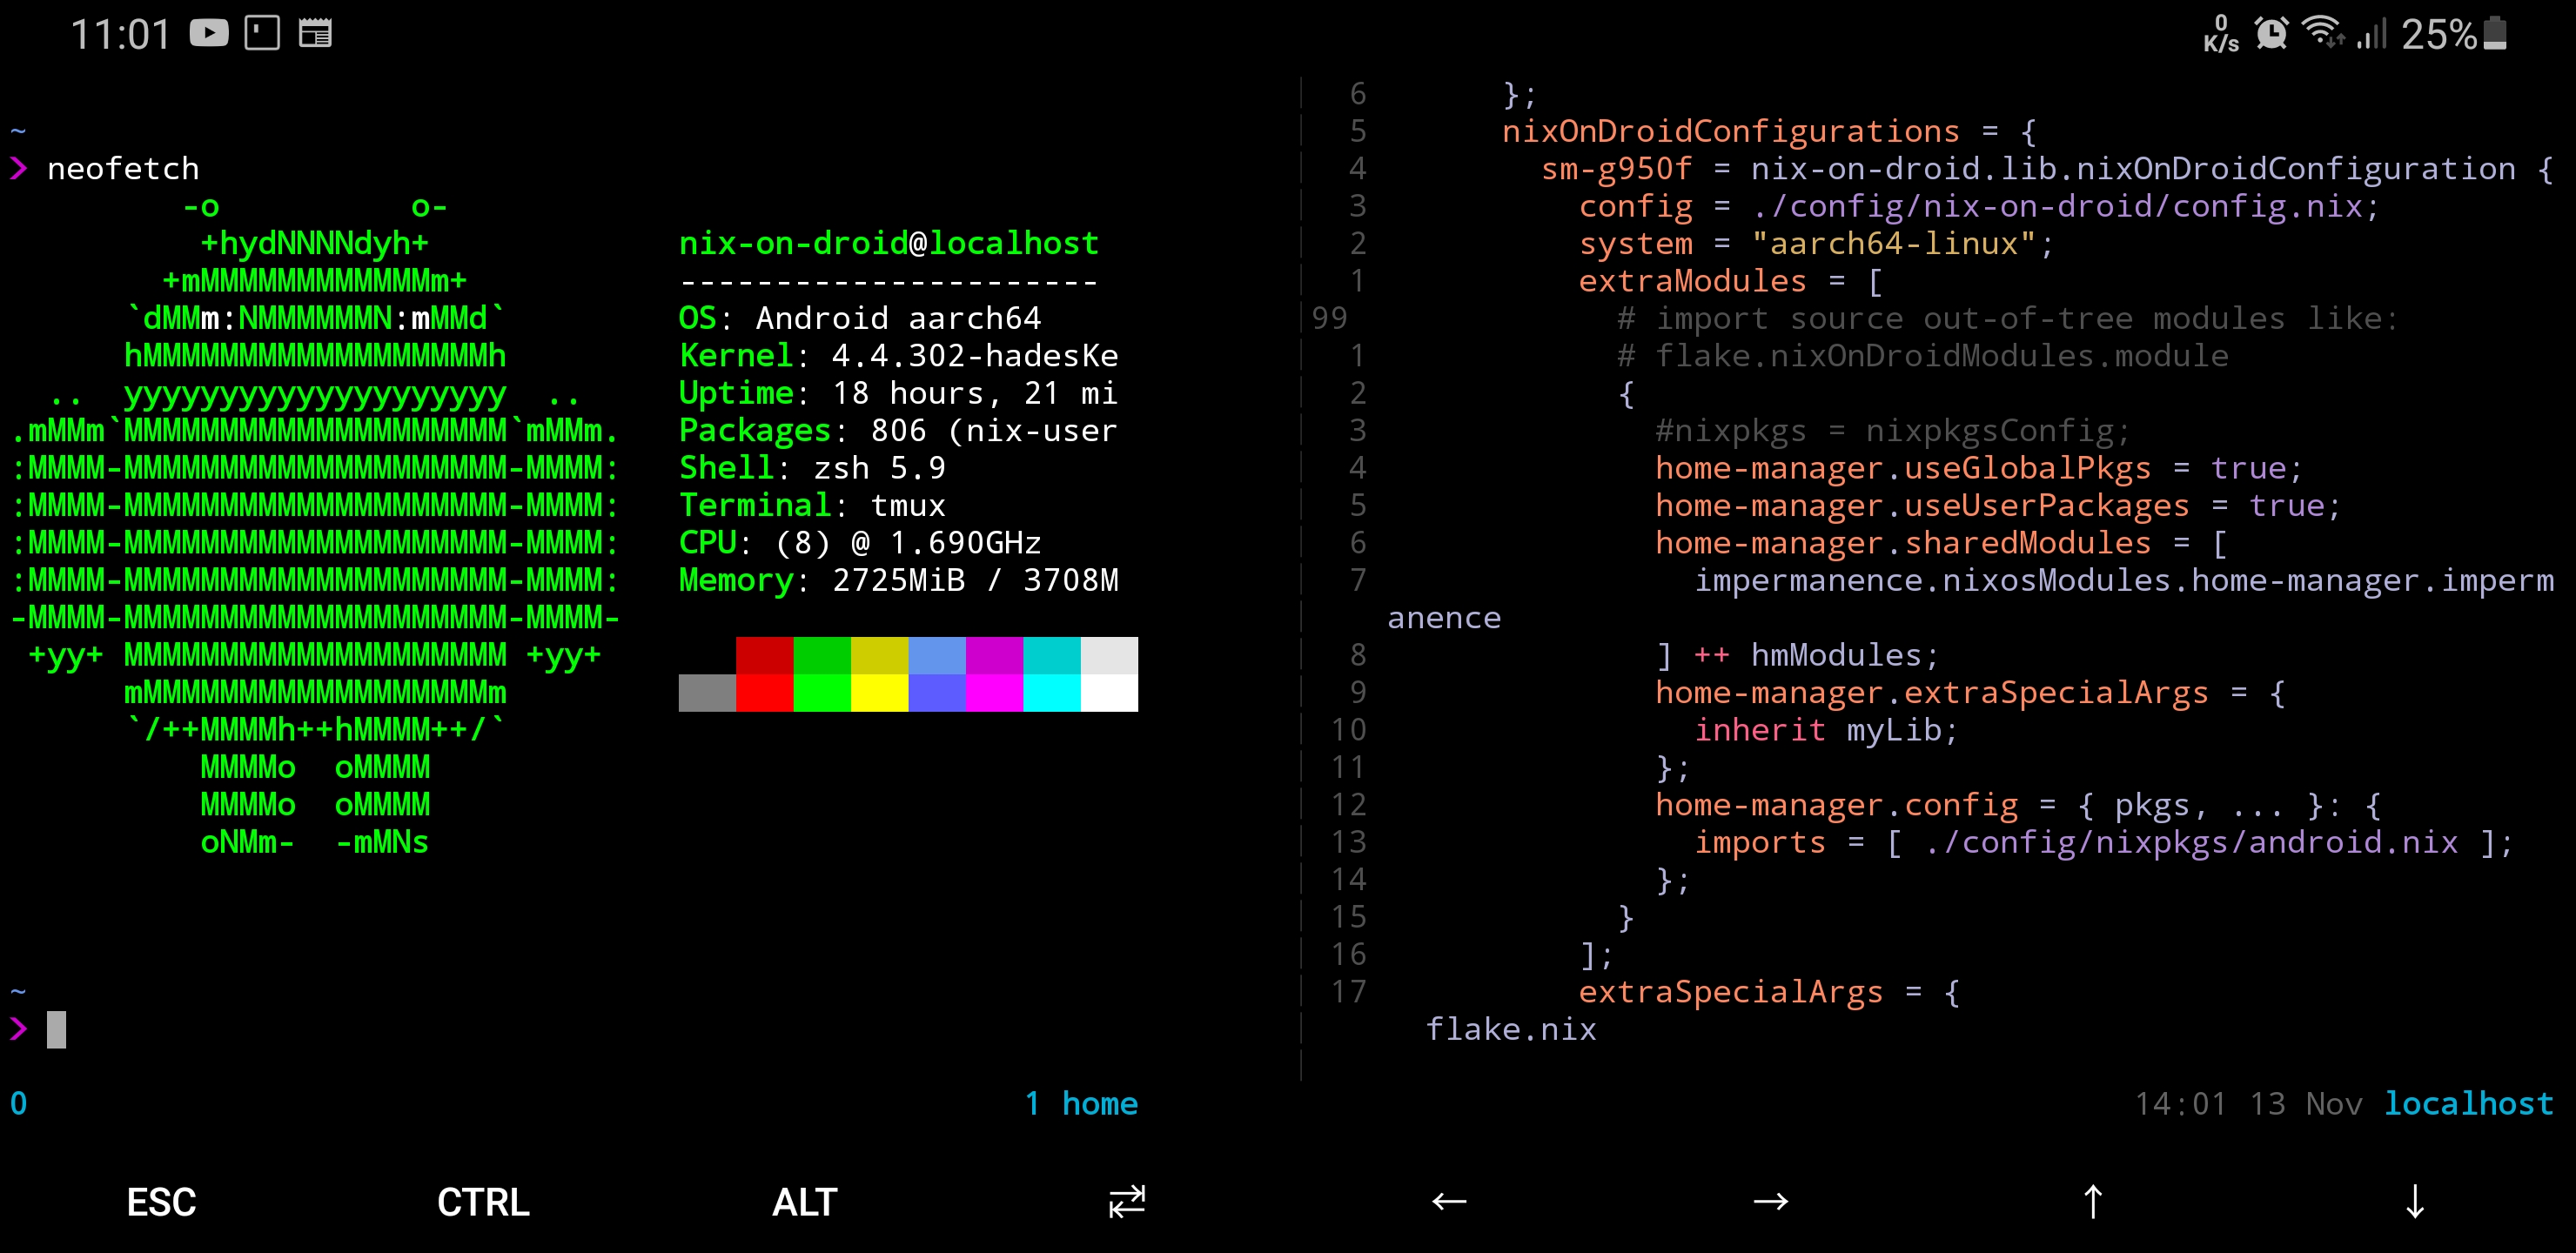 11:01
0 K/s 25%
~
> neofetch
         -o          o-
          +hydNNNNdyh+
        +mMMMMMMMMMMMMm+
      `dMMm:NMMMMMMN:mMMd`
      hMMMMMMMMMMMMMMMMMMh
  ..  yyyyyyyyyyyyyyyyyyyy  ..
.mMMm`MMMMMMMMMMMMMMMMMMMM`mMMm.
:MMMM-MMMMMMMMMMMMMMMMMMMM-MMMM:
:MMMM-MMMMMMMMMMMMMMMMMMMM-MMMM:
:MMMM-MMMMMMMMMMMMMMMMMMMM-MMMM:
:MMMM-MMMMMMMMMMMMMMMMMMMM-MMMM:
-MMMM-MMMMMMMMMMMMMMMMMMMM-MMMM-
 +yy+ MMMMMMMMMMMMMMMMMMMM +yy+
      mMMMMMMMMMMMMMMMMMMm
      `/++MMMMh++hMMMM++/`
          MMMMo  oMMMM
          MMMMo  oMMMM
          oNMm-  -mMNs
nix-on-droid@localhost
----------------------
OS: Android aarch64
Kernel: 4.4.302-hadesKe
Uptime: 18 hours, 21 mi
Packages: 806 (nix-user
Shell: zsh 5.9
Terminal: tmux
CPU: (8) @ 1.690GHz
Memory: 2725MiB / 3708M
~
>
6 };
5 nixOnDroidConfigurations = {
4 sm-g950f = nix-on-droid.lib.nixOnDroidConfiguration {
3 config = ./config/nix-on-droid/config.nix;
2 system = "aarch64-linux";
1 extraModules = [
99 # import source out-of-tree modules like:
1 # flake.nixOnDroidModules.module
2 {
3 #nixpkgs = nixpkgsConfig;
4 home-manager.useGlobalPkgs = true;
5 home-manager.useUserPackages = true;
6 home-manager.sharedModules = [
7 impermanence.nixosModules.home-manager.imperm
anence
8 ] ++ hmModules;
9 home-manager.extraSpecialArgs = {
10 inherit myLib;
11 };
12 home-manager.config = { pkgs, ... }: {
13 imports = [ ./config/nixpkgs/android.nix ];
14 };
15 }
16 ];
17 extraSpecialArgs = {
flake.nix
0 1 home 14:01 13 Nov localhost
ESC CTRL ALT ⇄ ← → ↑ ↓